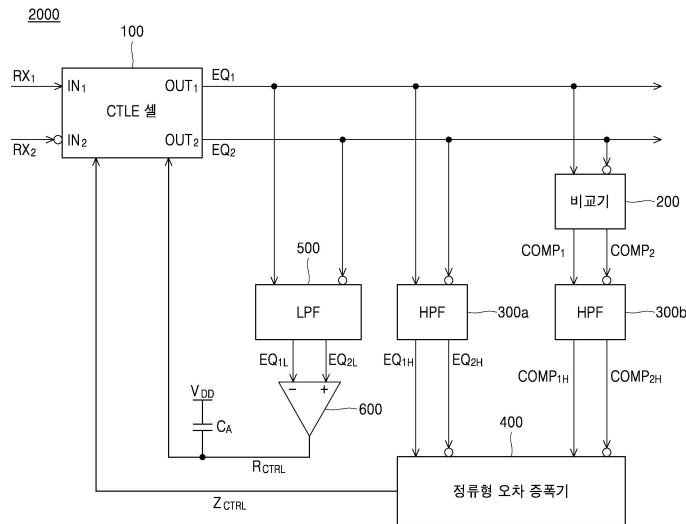 2000
100
RX1
IN1
OUT1
EQ1
CTLE 셀
RX2
IN2
OUT2
EQ2
비교기
200
COMP1
COMP2
500
LPF
HPF
300a
HPF
300b
EQ1L
EQ2L
EQ1H
EQ2H
COMP1H
COMP2H
VDD
CA
− +
600
RCTRL
400
정류형 오차 증폭기
ZCTRL